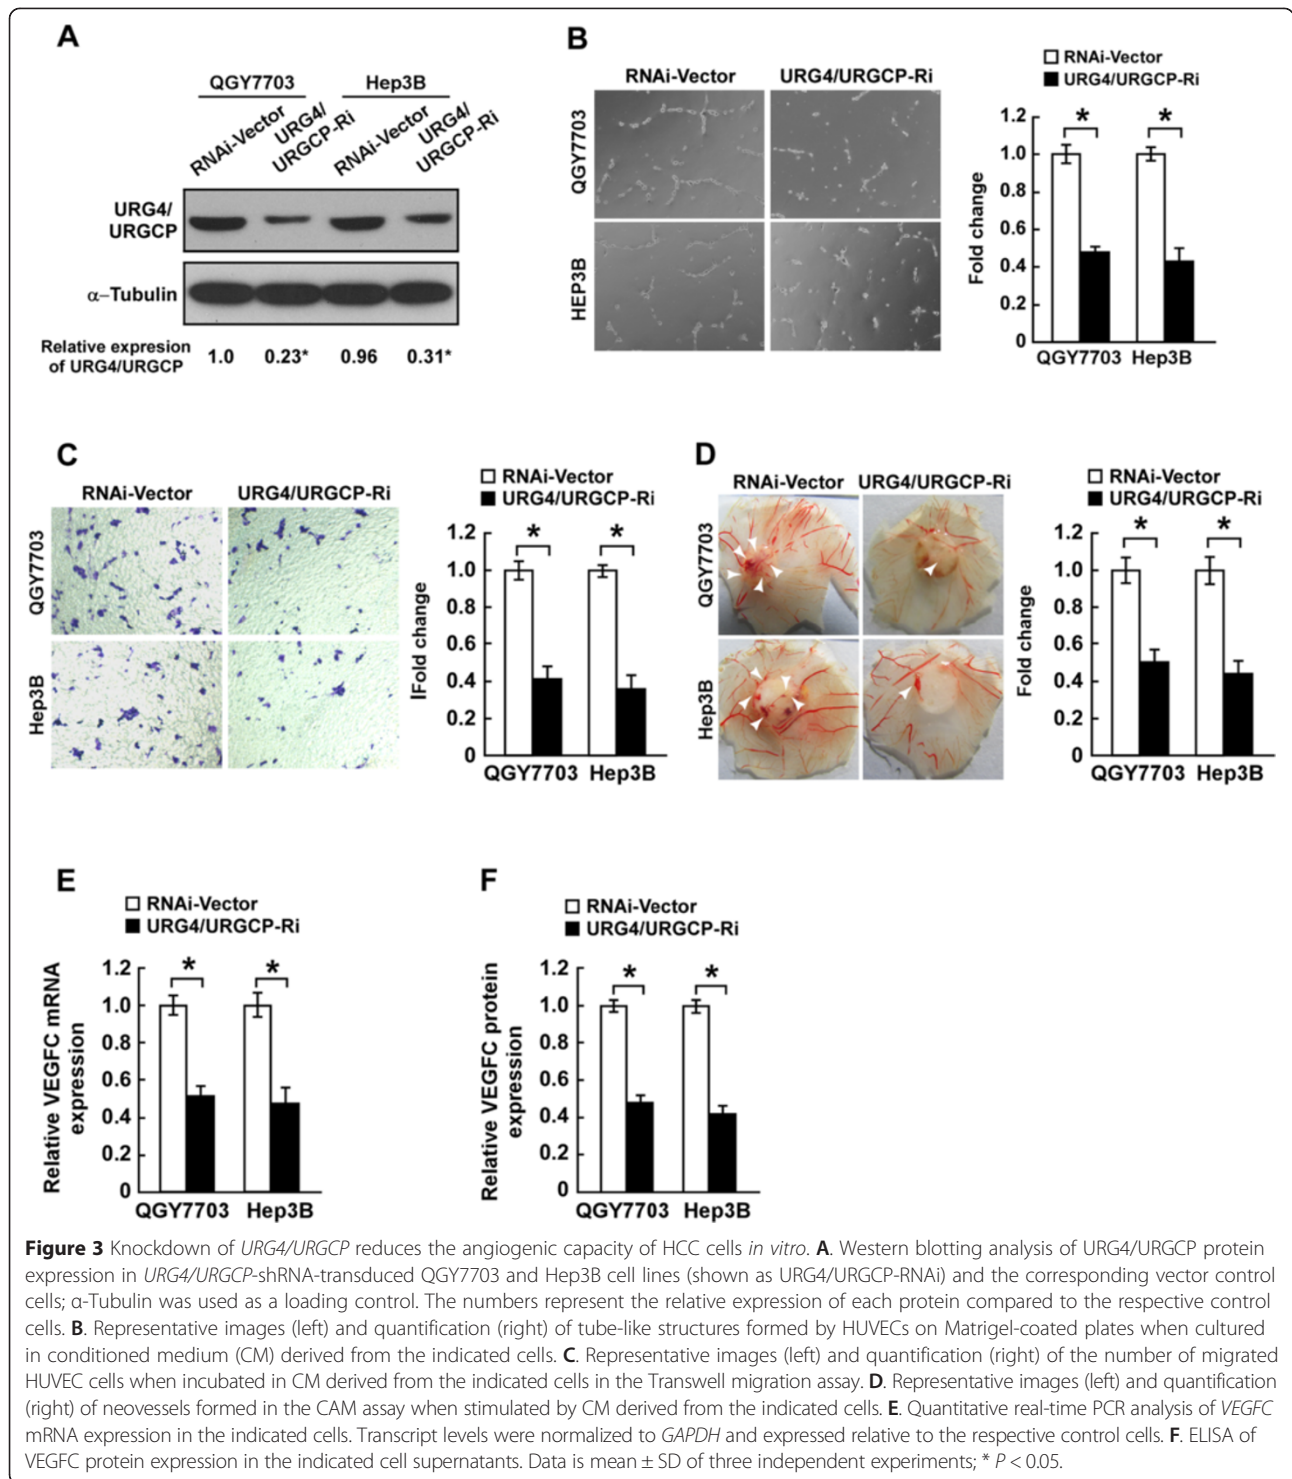 A
QGY7703 Hep3B
RNAi-Vector
URG4/
URGCP-Ri
RNAi-Vector
URG4/
URGCP-Ri
URG4/
URGCP
α–Tubulin
Relative expresion
of URG4/URGCP
1.0 0.23* 0.96 0.31*
B
RNAi-Vector URG4/URGCP-Ri
QGY7703
HEP3B
RNAi-Vector
URG4/URGCP-Ri
Fold change
1.2
1.0
0.8
0.6
0.4
0.2
0
* *
QGY7703 Hep3B
C
RNAi-Vector URG4/URGCP-Ri
QGY7703
Hep3B
RNAi-Vector
URG4/URGCP-Ri
lFold change
1.2
1.0
0.8
0.6
0.4
0.2
0
* *
QGY7703 Hep3B
D
RNAi-Vector URG4/URGCP-Ri
QGY7703
Hep3B
RNAi-Vector
URG4/URGCP-Ri
Fold change
1.2
1.0
0.8
0.6
0.4
0.2
0
* *
QGY7703 Hep3B
E
RNAi-Vector
URG4/URGCP-Ri
Relative VEGFC mRNA
expression
1.2
1.0
0.8
0.6
0.4
0.2
0
* *
QGY7703 Hep3B
F
RNAi-Vector
URG4/URGCP-Ri
Relative VEGFC protein
expression
1.2
1.0
0.8
0.6
0.4
0.2
0
* *
QGY7703 Hep3B
Figure 3 Knockdown of URG4/URGCP reduces the angiogenic capacity of HCC cells in vitro. A. Western blotting analysis of URG4/URGCP protein
expression in URG4/URGCP-shRNA-transduced QGY7703 and Hep3B cell lines (shown as URG4/URGCP-RNAi) and the corresponding vector control
cells; α-Tubulin was used as a loading control. The numbers represent the relative expression of each protein compared to the respective control
cells. B. Representative images (left) and quantification (right) of tube-like structures formed by HUVECs on Matrigel-coated plates when cultured
in conditioned medium (CM) derived from the indicated cells. C. Representative images (left) and quantification (right) of the number of migrated
HUVEC cells when incubated in CM derived from the indicated cells in the Transwell migration assay. D. Representative images (left) and quantification
(right) of neovessels formed in the CAM assay when stimulated by CM derived from the indicated cells. E. Quantitative real-time PCR analysis of VEGFC
mRNA expression in the indicated cells. Transcript levels were normalized to GAPDH and expressed relative to the respective control cells. F. ELISA of
VEGFC protein expression in the indicated cell supernatants. Data is mean ± SD of three independent experiments; * P < 0.05.